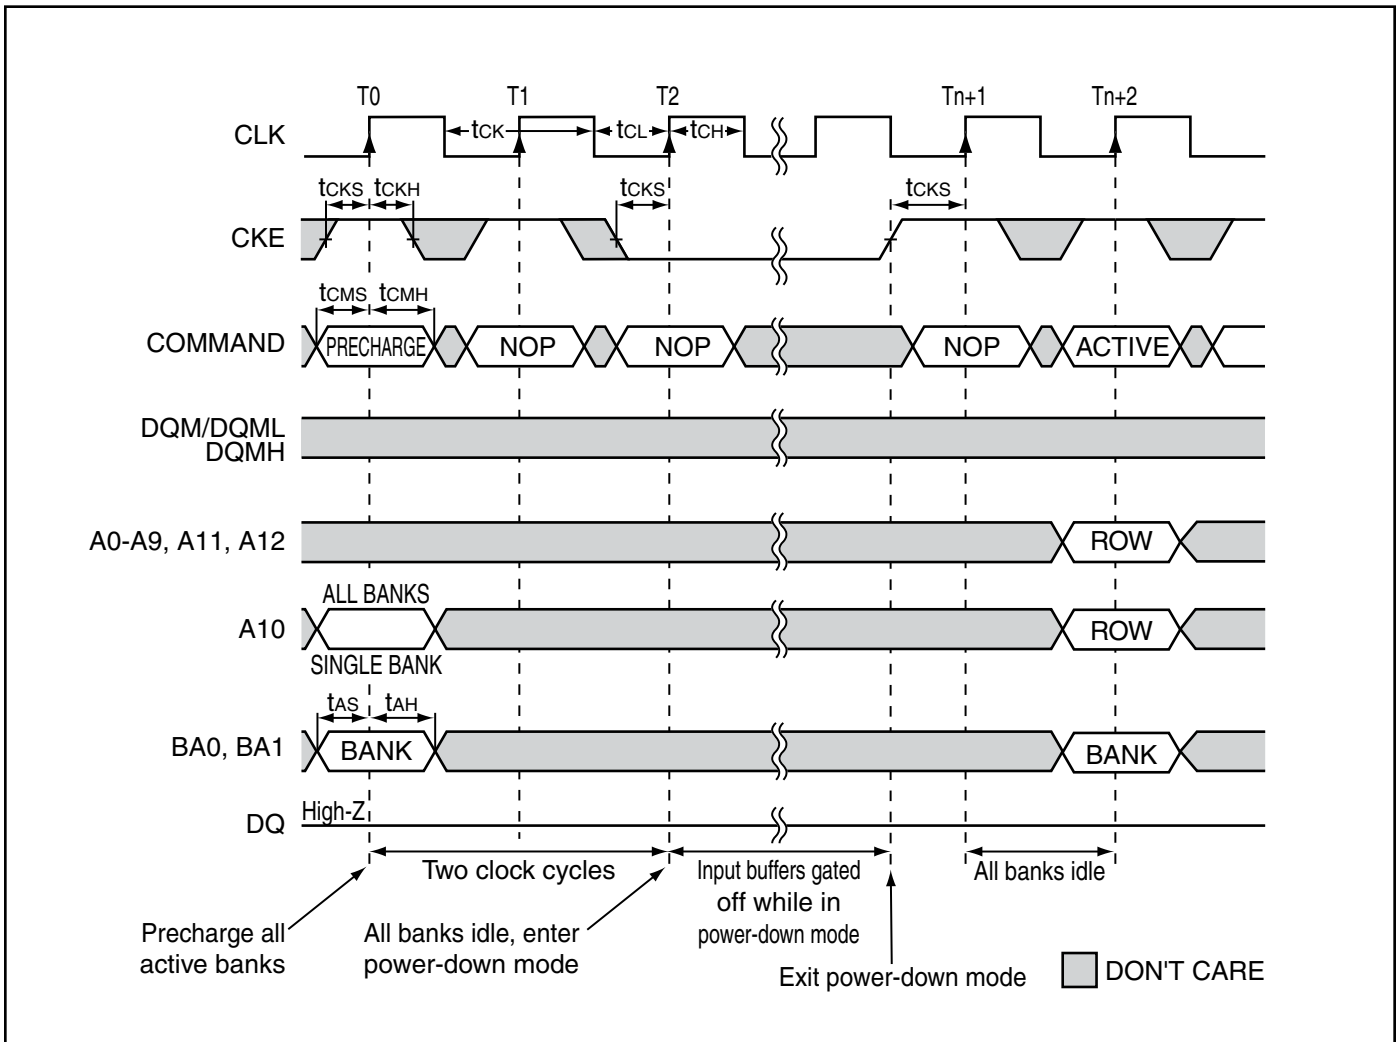 T0 T1 T2 Tn+1 Tn+2
CLK tCK tCL tCH
tCKS tCKH tCKS tCKS
CKE
tCMS tCMH
COMMAND PRECHARGE NOP NOP NOP ACTIVE
DQM/DQML
DQMH
A0-A9, A11, A12 ROW
ALL BANKS
A10 ROW
SINGLE BANK
tAS tAH
BA0, BA1 BANK BANK
DQ High-Z
Two clock cycles
Input buffers gated
off while in
power-down mode
All banks idle
Precharge all
active banks
All banks idle, enter
power-down mode
Exit power-down mode
DON'T CARE